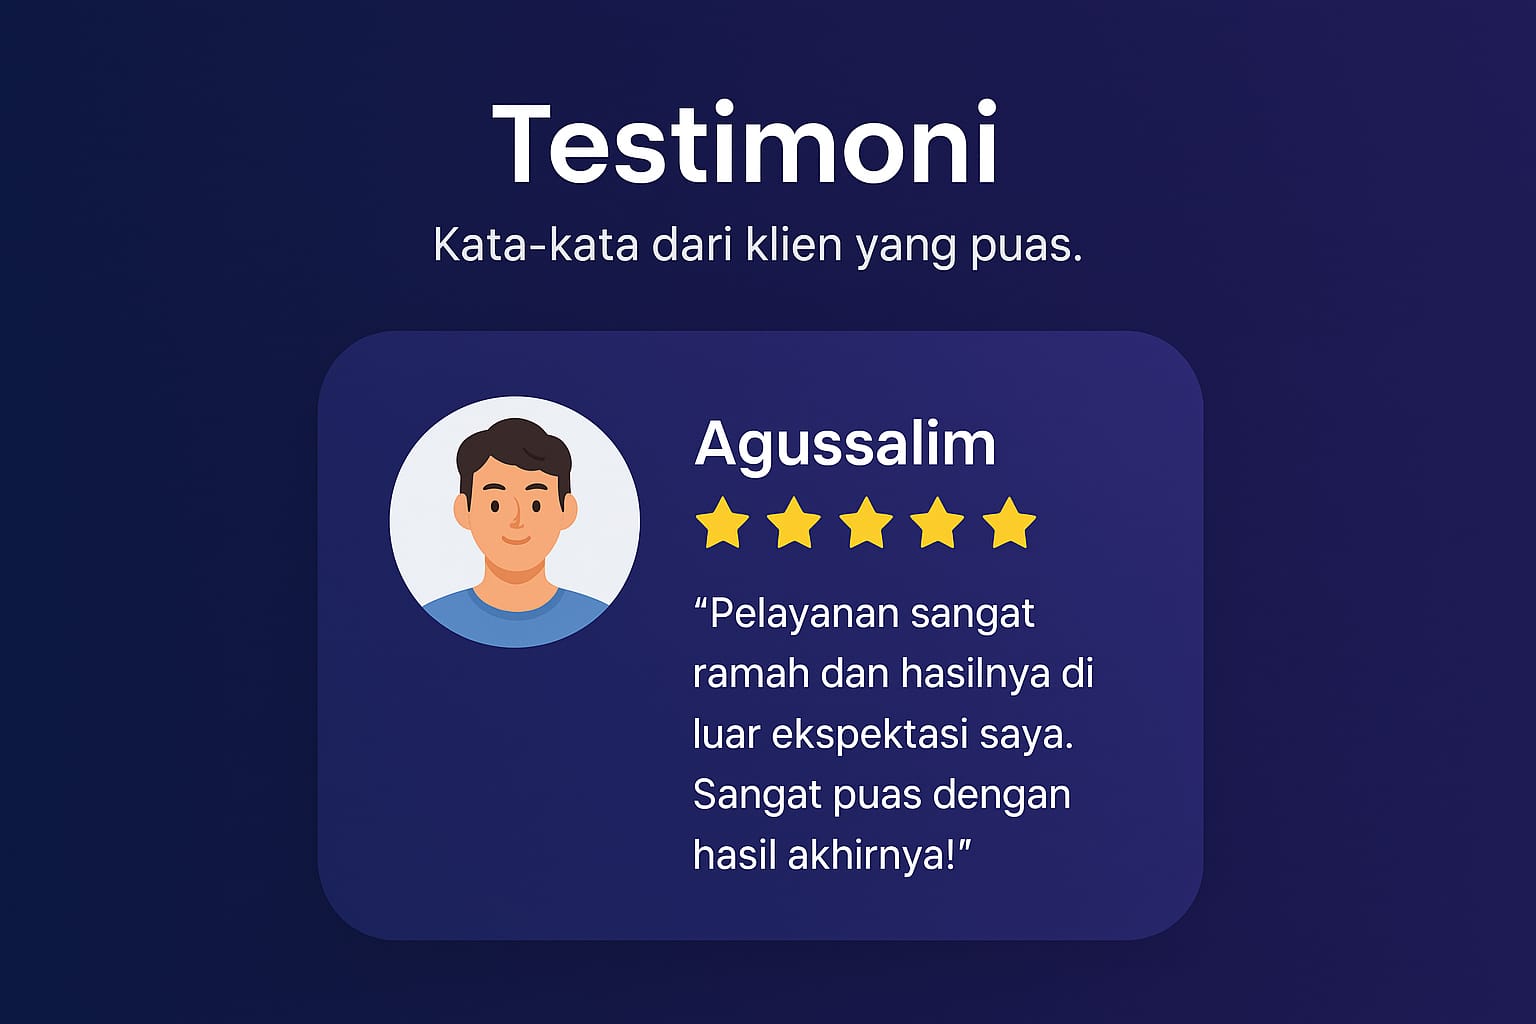 Testimoni
Kata-kata dari klien yang puas.
Agussalim
“Pelayanan sangat
ramah dan hasilnya di
luar ekspektasi saya.
Sangat puas dengan
hasil akhirnya!”